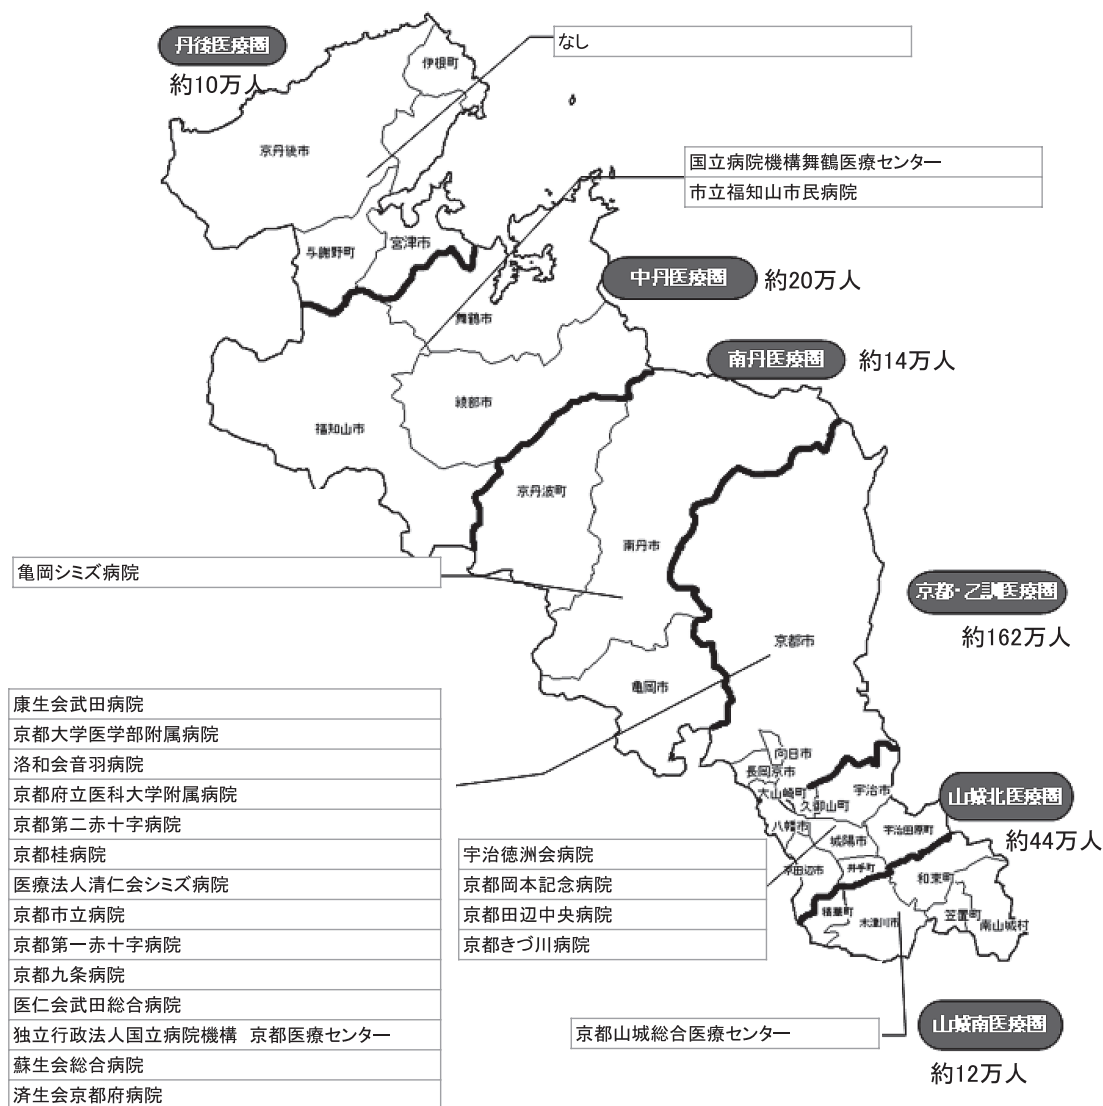 丹後医療圏
約10万人
なし
伊根町
京丹後市
国立病院機構舞鶴医療センター
市立福知山市民病院
与謝野町
宮津市
中丹医療圏
約20万人
舞鶴市
南丹医療圏
約14万人
綾部市
福知山市
京丹波町
南丹市
亀岡シミズ病院
京都・乙訓医療圏
約162万人
京都市
亀岡市
康生会武田病院
京都大学医学部附属病院
洛和会音羽病院
京都府立医科大学附属病院
京都第二赤十字病院
京都桂病院
医療法人清仁会シミズ病院
京都市立病院
京都第一赤十字病院
京都九条病院
医仁会武田総合病院
独立行政法人国立病院機構　京都医療センター
蘇生会総合病院
済生会京都府病院
向日市
長岡京市
大山崎町
宇治市
久御山町
山城北医療圏
約44万人
八幡市
宇治田原町
城陽市
京田辺市
井手町
宇治徳洲会病院
京都岡本記念病院
京都田辺中央病院
京都きづ川病院
和束町
精華町
木津川市
笠置町
南山城村
京都山城総合医療センター
山城南医療圏
約12万人